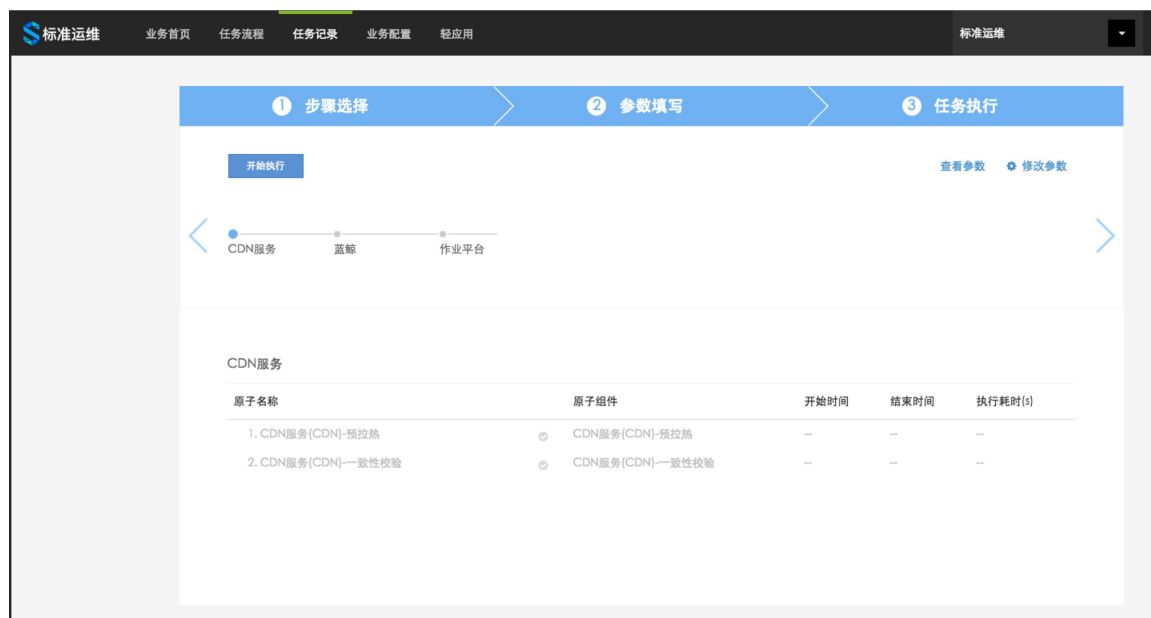 标准运维 业务首页 任务流程 任务记录 业务配置 轻应用 标准运维
1 步骤选择 2 参数填写 3 任务执行
开始执行 查看参数 修改参数
CDN服务 蓝鲸 作业平台
CDN服务
原子名称 原子组件 开始时间 结束时间 执行耗时(s)
1. CDN服务(CDN)-预拉热 CDN服务(CDN)-预拉热 -- -- --
2. CDN服务(CDN)-一致性校验 CDN服务(CDN)-一致性校验 -- -- --